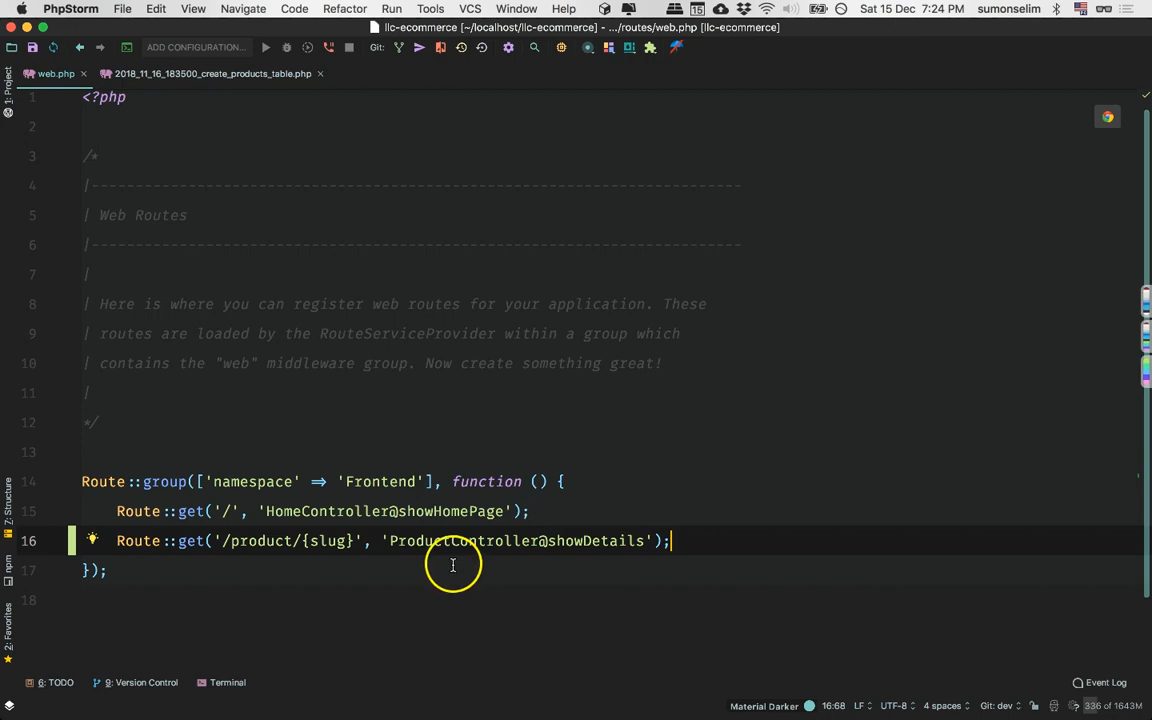 PhpStorm File Edit View Navigate Code Refactor Run Tools VCS Window Help 15 Sat 15 Dec 7:24 PM sumonselim
llc-ecommerce [~/localhost/llc-ecommerce] - .../routes/web.php [llc-ecommerce]
ADD CONFIGURATION... Git:
web.php 2018_11_16_183500_create_products_table.php
1: Project
1 <?php
2
3 /*
4 |--------------------------------------------------------------------------
5 | Web Routes
6 |--------------------------------------------------------------------------
7 |
8 | Here is where you can register web routes for your application. These
9 | routes are loaded by the RouteServiceProvider within a group which
10 | contains the "web" middleware group. Now create something great!
11 |
12 */
13
14 Route::group(['namespace' => 'Frontend'], function () {
15 Route::get('/', 'HomeController@showHomePage');
16 Route::get('/product/{slug}', 'ProductController@showDetails');
17 });
18
7: Structure
npm
2: Favorites
6: TODO 9: Version Control Terminal Event Log
Material Darker 16:68 LF UTF-8 4 spaces Git: dev 336 of 1643M